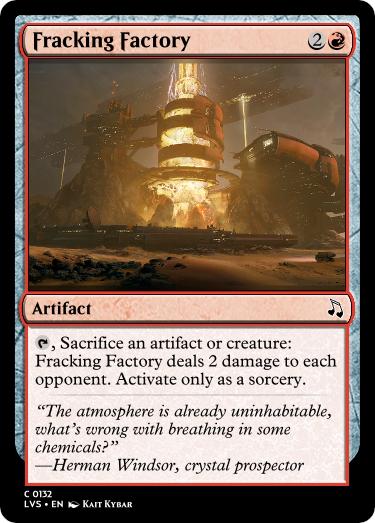 Fracking Factory 2
Artifact
, Sacrifice an artifact or creature:
Fracking Factory deals 2 damage to each
opponent. Activate only as a sorcery.
"The atmosphere is already uninhabitable,
what's wrong with breathing in some
chemicals?"
—Herman Windsor, crystal prospector
C 0132
LVS • EN Kait Kybar